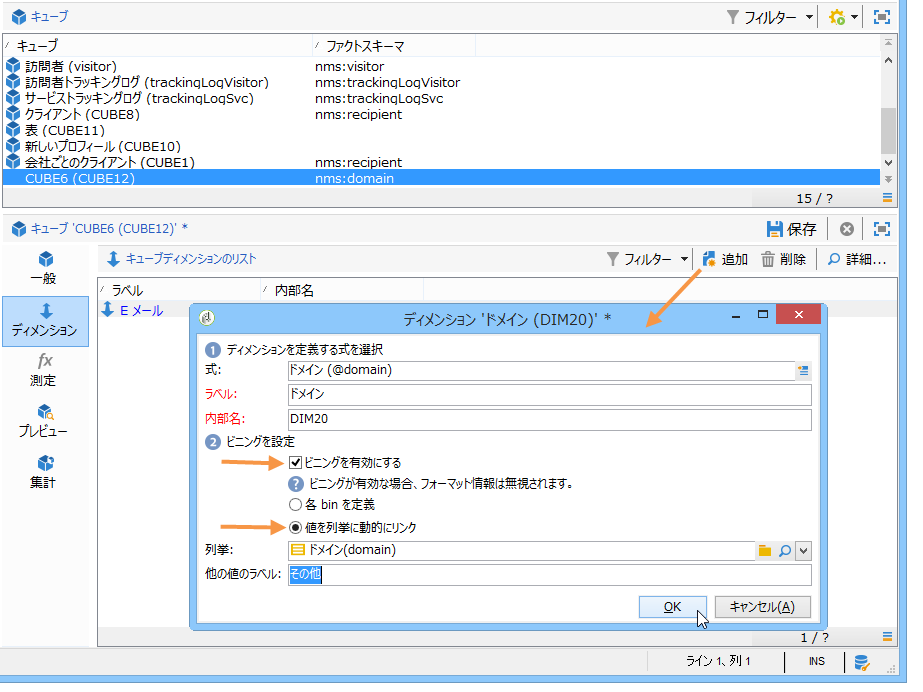 キューブ
フィルター
キューブ ファクトスキーマ
訪問者 (visitor) nms:visitor
訪問者トラッキングログ (trackingLogVisitor) nms:trackingLogVisitor
サービストラッキングログ (trackingLogSvc) nms:trackingLogSvc
クライアント (CUBE8) nms:recipient
表 (CUBE11)
新しいプロフィール (CUBE10)
会社ごとのクライアント (CUBE1) nms:recipient
CUBE6 (CUBE12) nms:domain
15 / ?
キューブ 'CUBE6 (CUBE12)' * 保存
一般
ディメンション
測定
プレビュー
集計
キューブディメンションのリスト フィルター 追加 削除 詳細...
ラベル 内部名
E メール
ディメンション 'ドメイン (DIM20)' *
1 ディメンションを定義する式を選択
式: ドメイン (@domain)
ラベル: ドメイン
内部名: DIM20
2 ビニングを設定
ビニングを有効にする
? ビニングが有効な場合、フォーマット情報は無視されます。
各 bin を定義
値を列挙に動的にリンク
列挙: ドメイン(domain)
他の値のラベル: その他
OK キャンセル(A)
1 / ?
ライン 1、列 1 INS